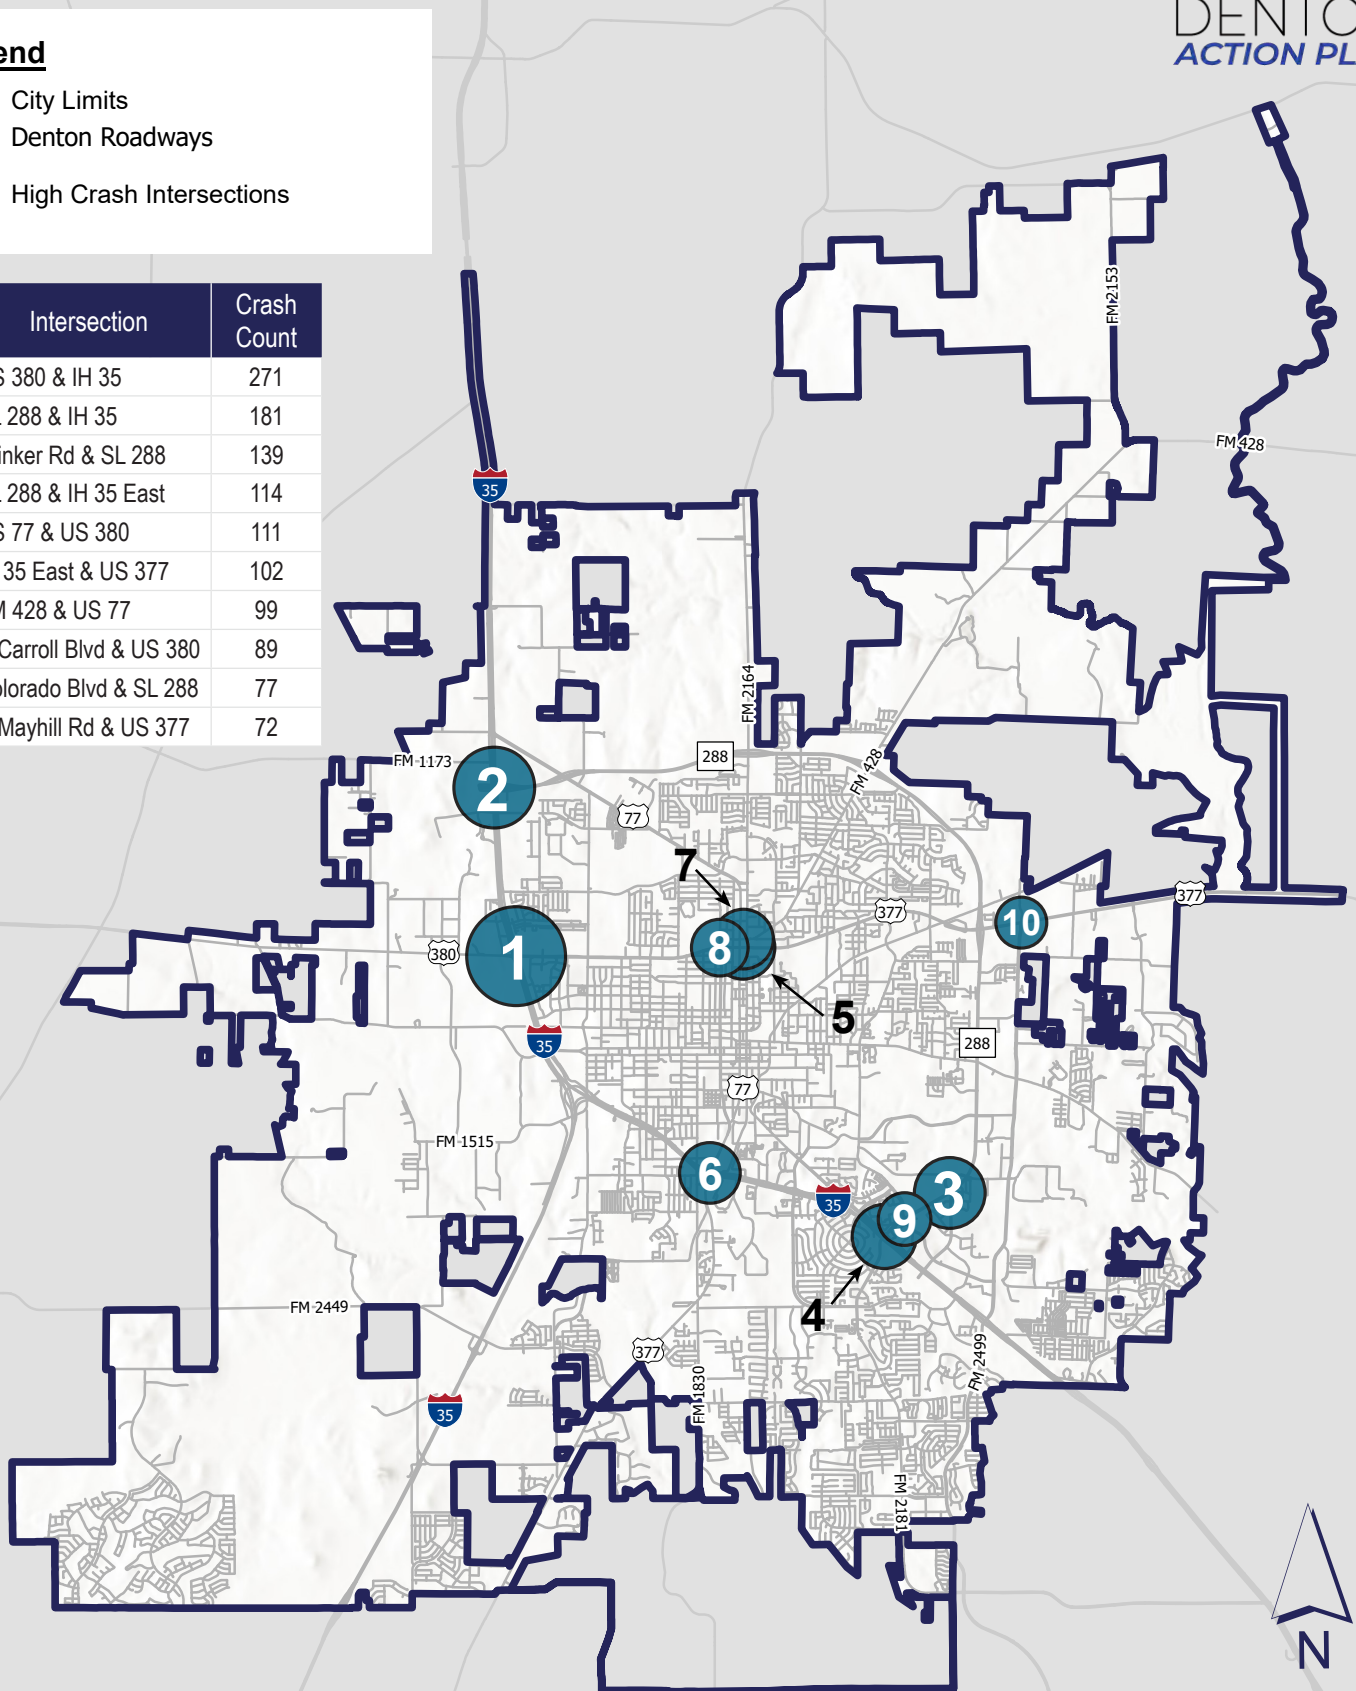 DENTO
ACTION PL
end
City Limits
Denton Roadways
High Crash Intersections
Intersection Crash Count
S 380 & IH 35 271
288 & IH 35 181
inker Rd & SL 288 139
288 & IH 35 East 114
S 77 & US 380 111
35 East & US 377 102
M 428 & US 77 99
Carroll Blvd & US 380 89
olorado Blvd & SL 288 77
Mayhill Rd & US 377 72
FM 2153
FM 428
35
FM 2164
FM 1173
288
FM 428
2
77
7
377
377
10
380
1
8
5
35
288
77
FM 1515
6
35
3
9
4
FM 2449
377
FM 1830
FM 2499
35
FM 2181
N